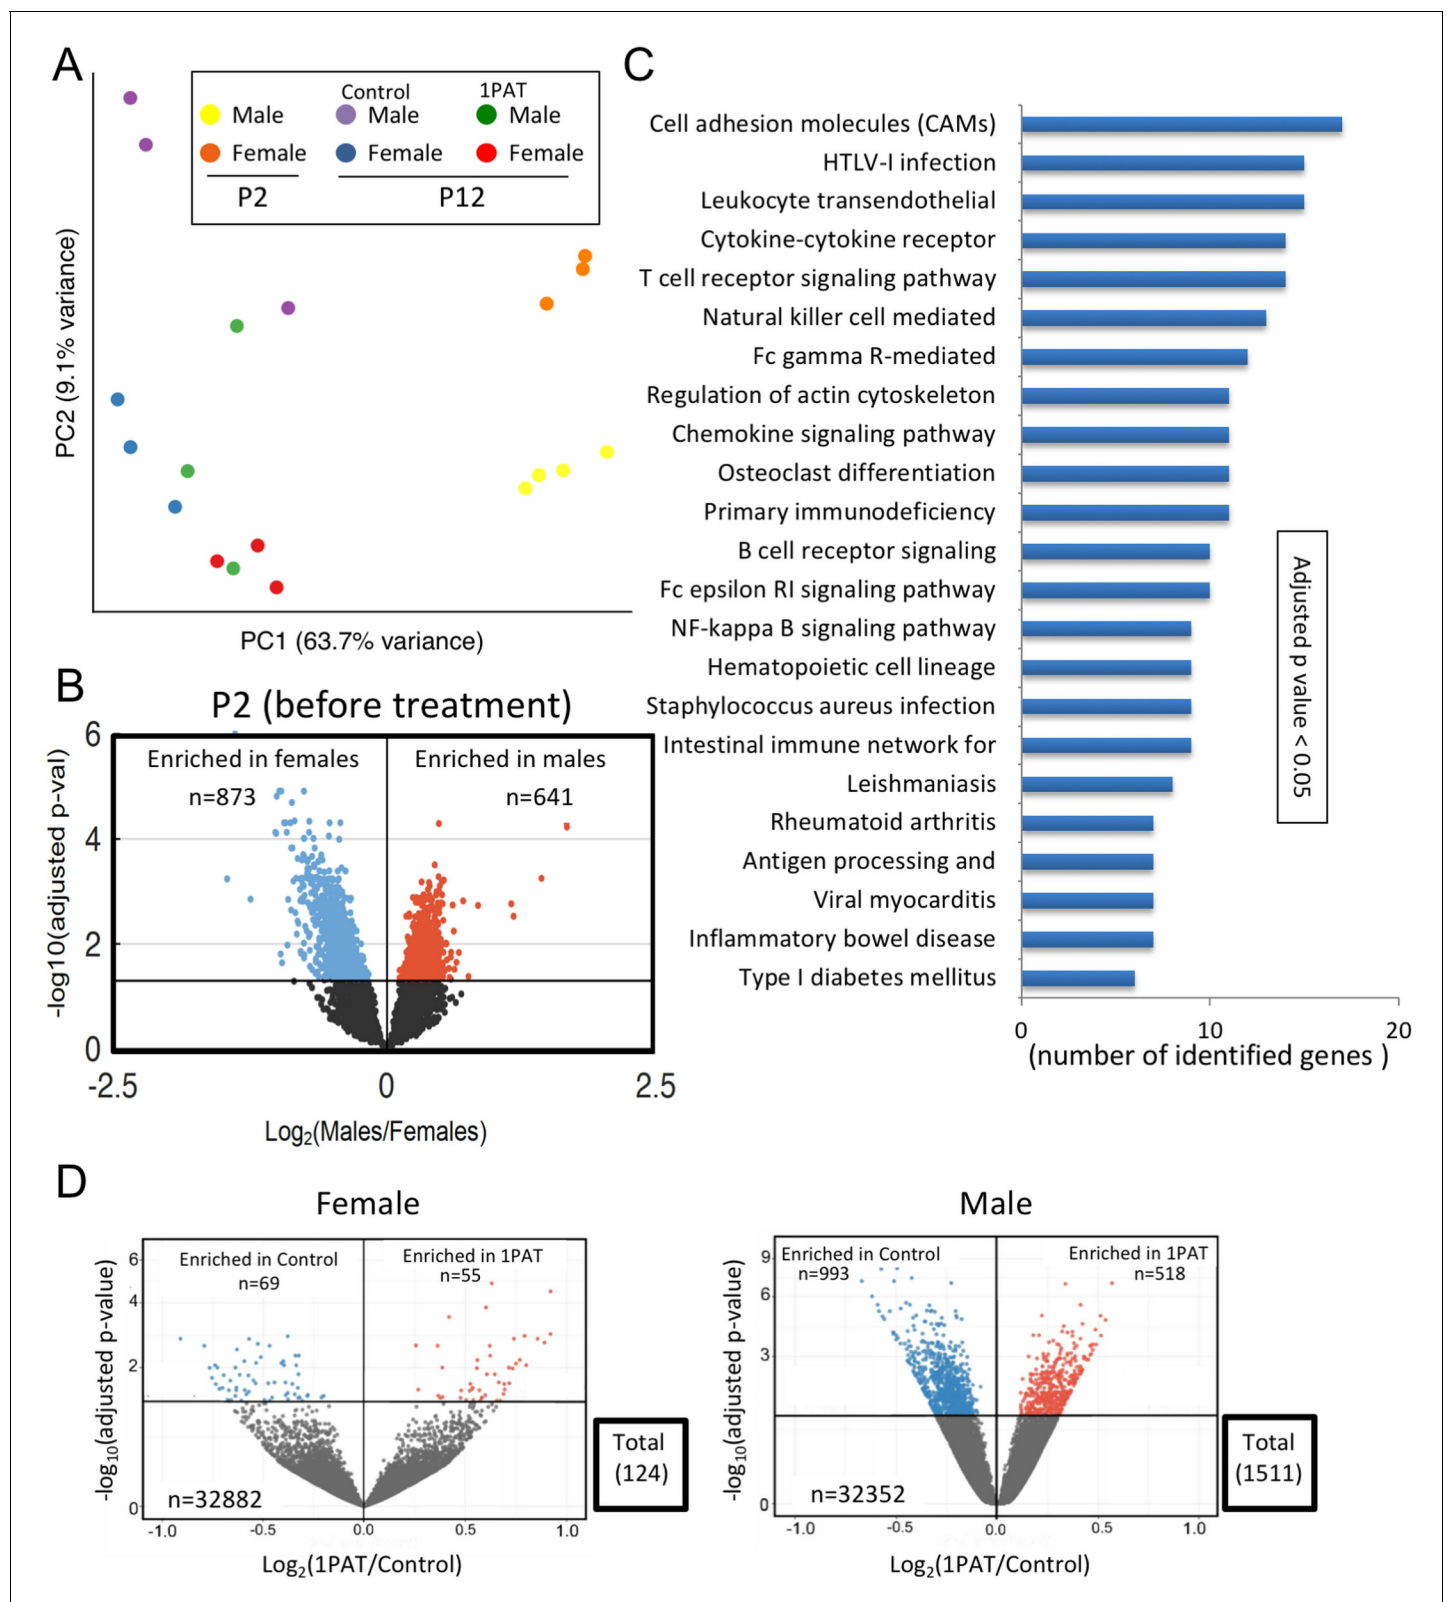 A
Control
1PAT
Male
Male
Male
Female
Female
Female
P2
P12
PC2 (9.1% variance)
PC1 (63.7% variance)
B
P2 (before treatment)
Enriched in females
n=873
Enriched in males
n=641
-log10(adjusted p-val)
6
4
2
0
-2.5
0
2.5
Log2(Males/Females)
C
Cell adhesion molecules (CAMs)
HTLV-I infection
Leukocyte transendothelial
Cytokine-cytokine receptor
T cell receptor signaling pathway
Natural killer cell mediated
Fc gamma R-mediated
Regulation of actin cytoskeleton
Chemokine signaling pathway
Osteoclast differentiation
Primary immunodeficiency
B cell receptor signaling
Fc epsilon RI signaling pathway
NF-kappa B signaling pathway
Hematopoietic cell lineage
Staphylococcus aureus infection
Intestinal immune network for
Leishmaniasis
Rheumatoid arthritis
Antigen processing and
Viral myocarditis
Inflammatory bowel disease
Type I diabetes mellitus
Adjusted p value < 0.05
0
10
20
(number of identified genes )
D
Female
Enriched in Control
n=69
Enriched in 1PAT
n=55
-log10(adjusted p-value)
6
4
2
0
n=32882
-1.0
-0.5
0.0
0.5
1.0
Log2(1PAT/Control)
Total
(124)
Male
Enriched in Control
n=993
Enriched in 1PAT
n=518
-log10(adjusted p-value)
9
6
3
0
n=32352
-1.0
-0.5
0.0
0.5
1.0
Log2(1PAT/Control)
Total
(1511)